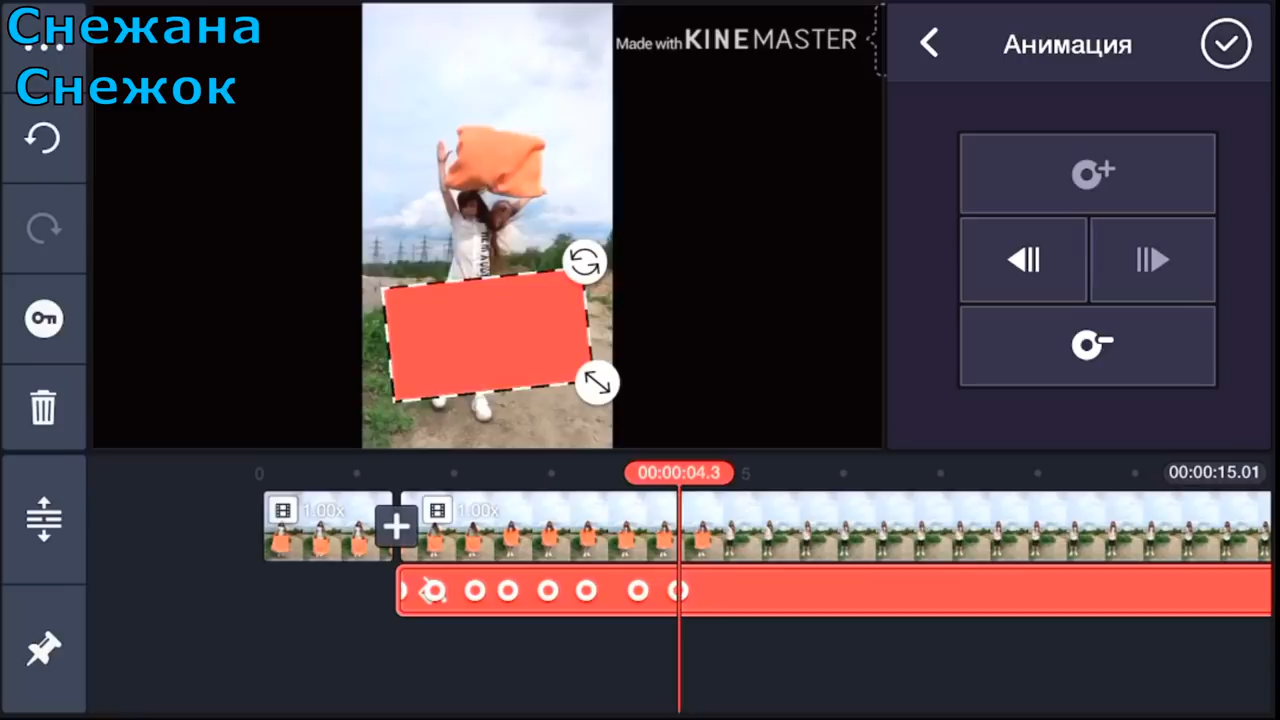 Снежана
Снежок
Made with KINEMASTER
Анимация
0
00:00:04.3
5
00:00:15.01
1.00x
1.00x